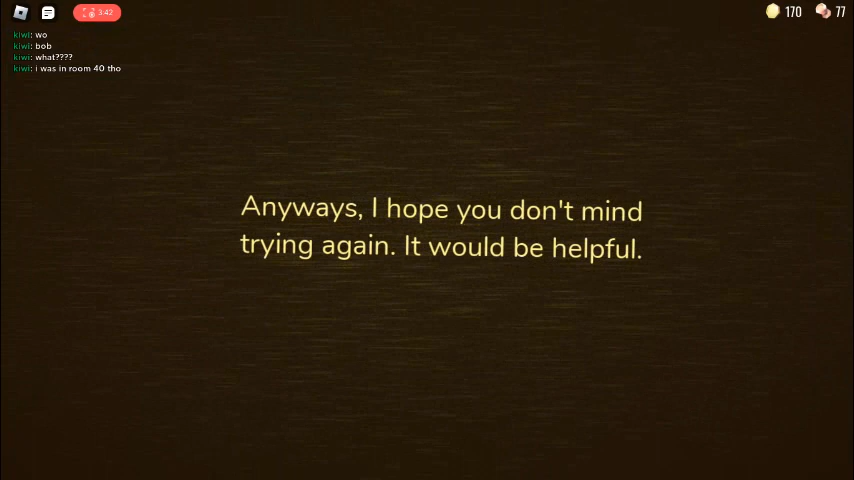 3:42
170
77
kiwi: wo
kiwi: bob
kiwi: what????
kiwi: i was in room 40 tho
Anyways, I hope you don't mind
trying again. It would be helpful.